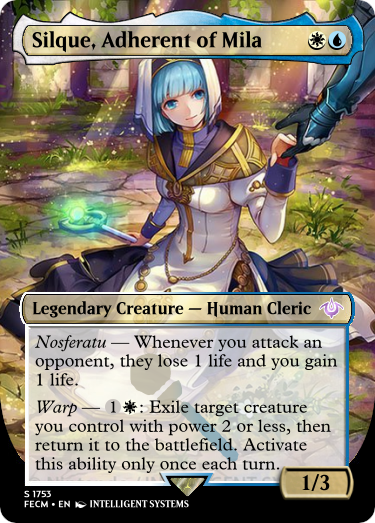 Silque, Adherent of Mila
Legendary Creature — Human Cleric
Nosferatu — Whenever you attack an
opponent, they lose 1 life and you gain
1 life.
Warp — 1 : Exile target creature
you control with power 2 or less, then
return it to the battlefield. Activate
this ability only once each turn.
1/3
S 1753
FECM • EN INTELLIGENT SYSTEMS